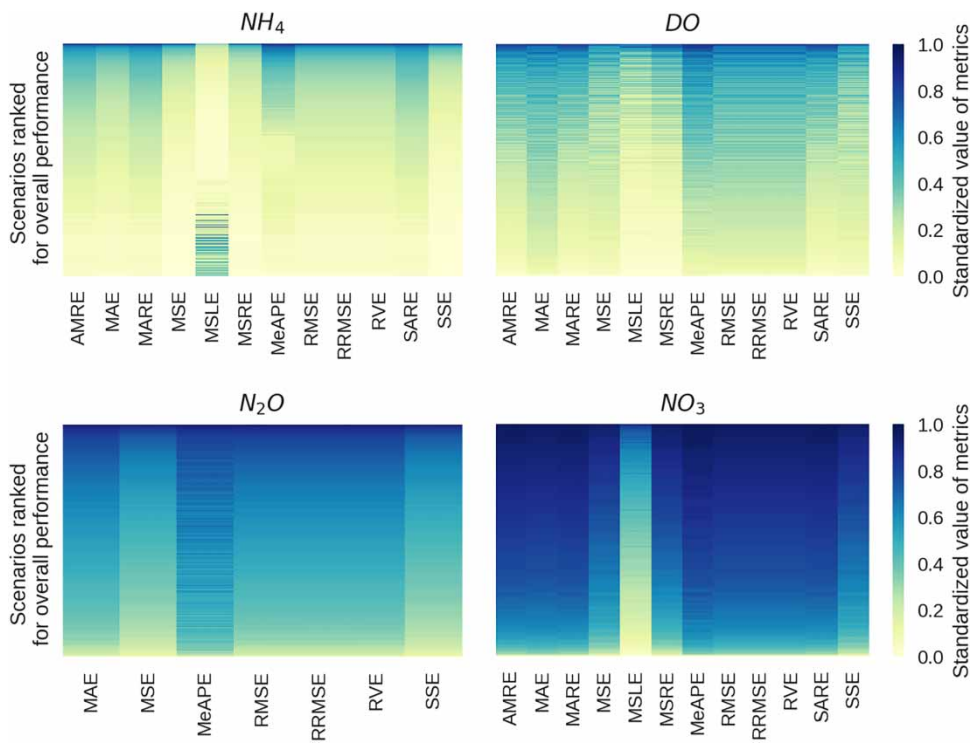 NH4
DO
Scenarios ranked
for overall performance
AMRE
MAE
MARE
MSE
MSLE
MSRE
MeAPE
RMSE
RRMSE
RVE
SARE
SSE
AMRE
MAE
MARE
MSE
MSLE
MSRE
MeAPE
RMSE
RRMSE
RVE
SARE
SSE
1.0
0.8
0.6
0.4
0.2
0.0
Standardized value of metrics
N2O
NO3
Scenarios ranked
for overall performance
MAE
MSE
MeAPE
RMSE
RRMSE
RVE
SSE
AMRE
MAE
MARE
MSE
MSLE
MSRE
MeAPE
RMSE
RRMSE
RVE
SARE
SSE
1.0
0.8
0.6
0.4
0.2
0.0
Standardized value of metrics